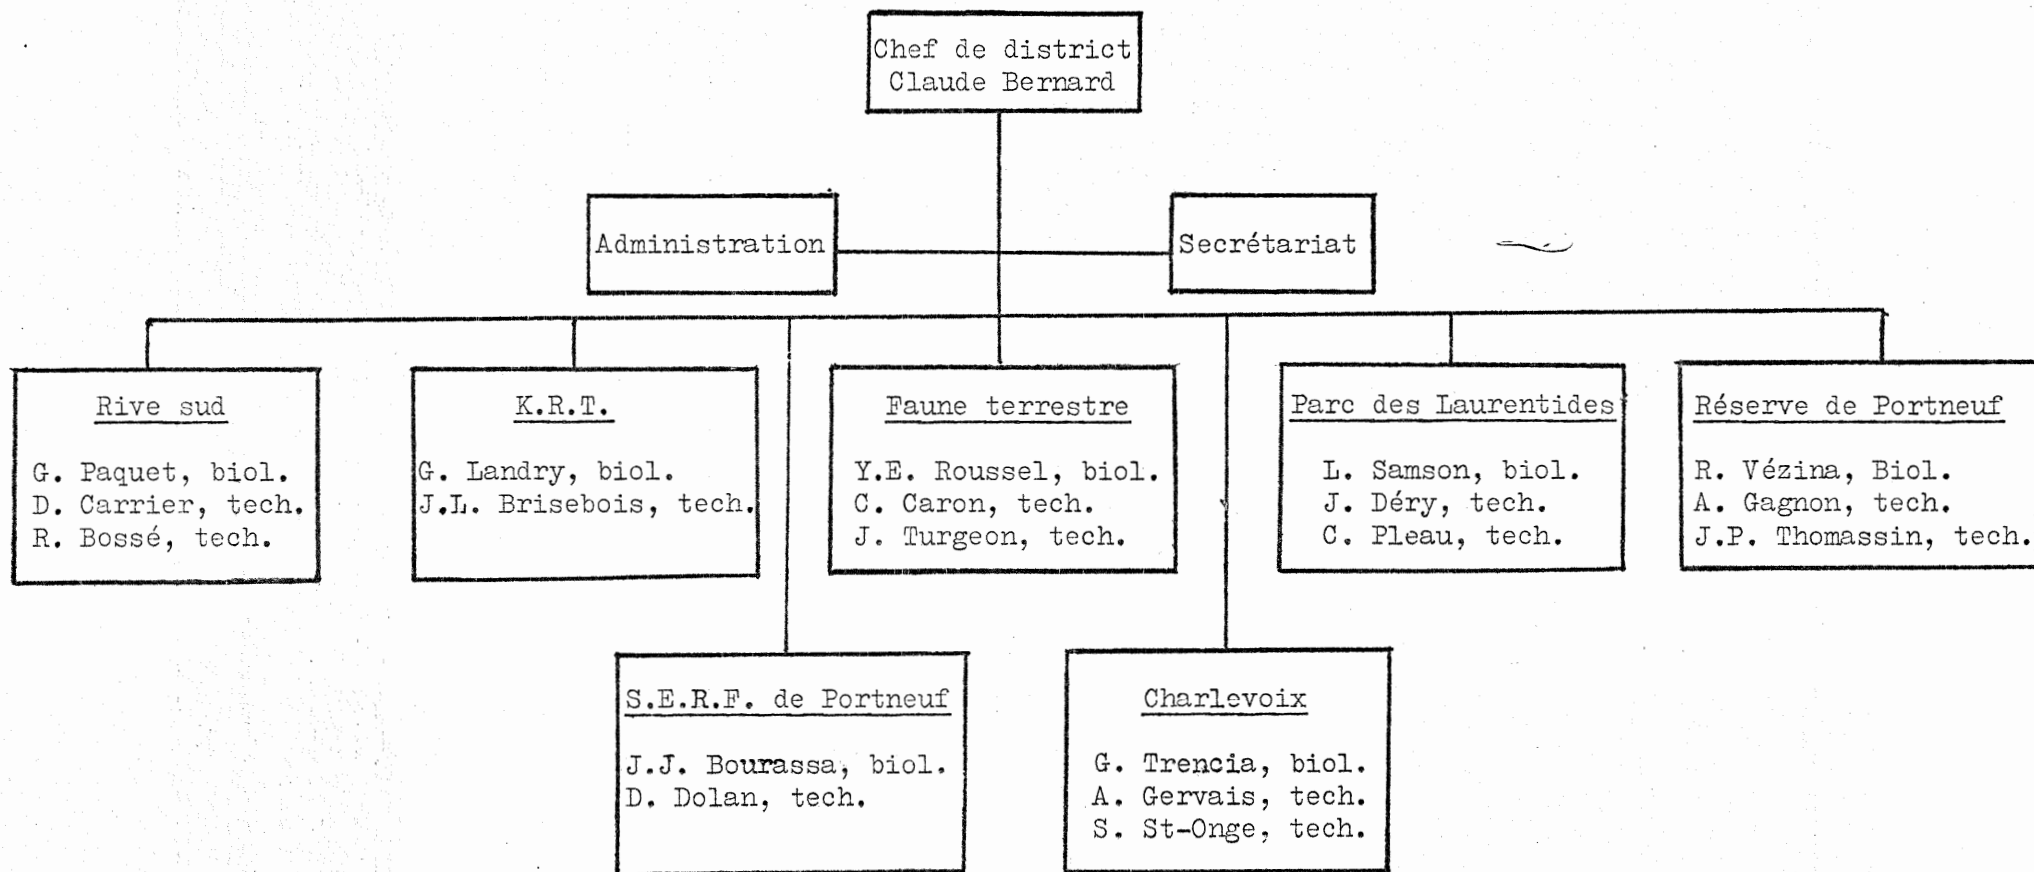 Chef de district
Claude Bernard
Administration
Secrétariat
Rive sud
G. Paquet, biol.
D. Carrier, tech.
R. Bossé, tech.
K.R.T.
G. Landry, biol.
J.L. Brisebois, tech.
Faune terrestre
Y.E. Roussel, biol.
C. Caron, tech.
J. Turgeon, tech.
Parc des Laurentides
L. Samson, biol.
J. Déry, tech.
C. Pleau, tech.
Réserve de Portneuf
R. Vézina, Biol.
A. Gagnon, tech.
J.P. Thomassin, tech.
S.E.R.F. de Portneuf
J.J. Bourassa, biol.
D. Dolan, tech.
Charlevoix
G. Trencia, biol.
A. Gervais, tech.
S. St-Onge, tech.